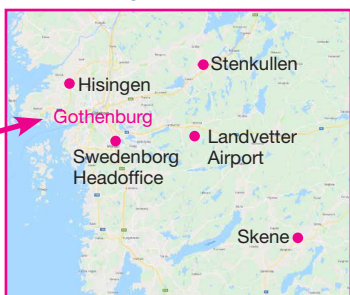 Stenkullen
Hisingen
Gothenburg
Swedenborg
Headoffice
Landvetter
Airport
Skene